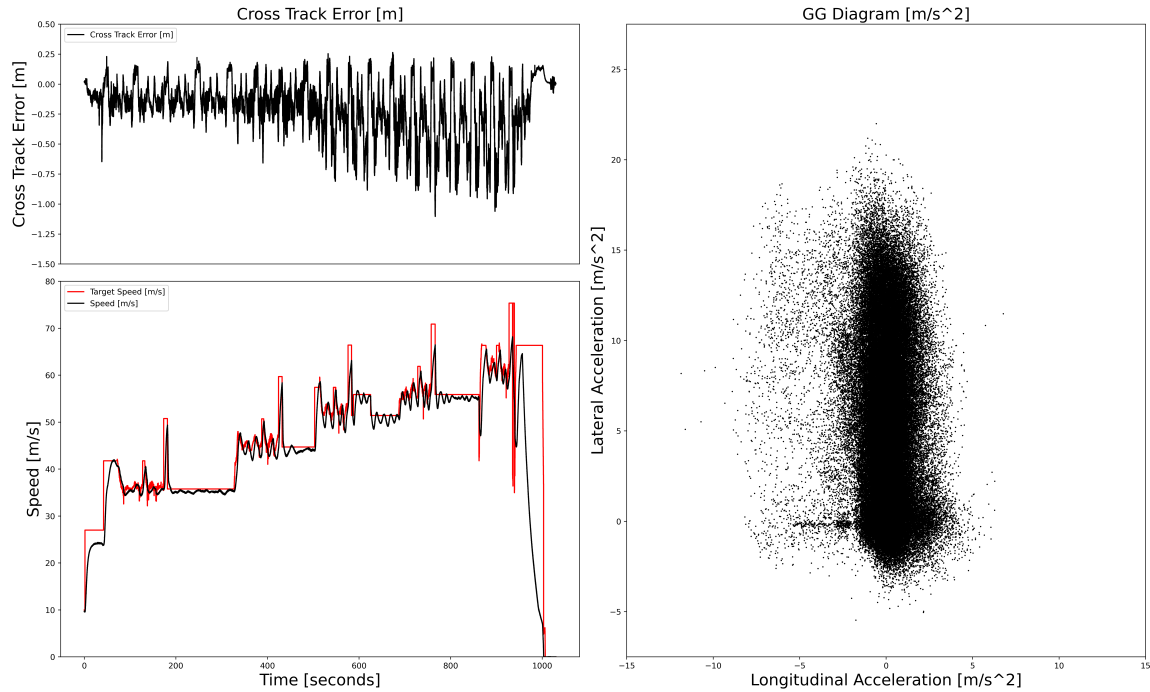 Cross Track Error [m]
Cross Track Error [m]
Cross Track Error [m]
0.50
0.25
0.00
−0.25
−0.50
−0.75
−1.00
−1.25
−1.50
Target Speed [m/s]
Speed [m/s]
Speed [m/s]
80
70
60
50
40
30
20
10
0
0 200 400 600 800 1000
Time [seconds]
GG Diagram [m/s^2]
Lateral Acceleration [m/s^2]
25
20
15
10
5
0
−5
−15 −10 −5 0 5 10 15
Longitudinal Acceleration [m/s^2]